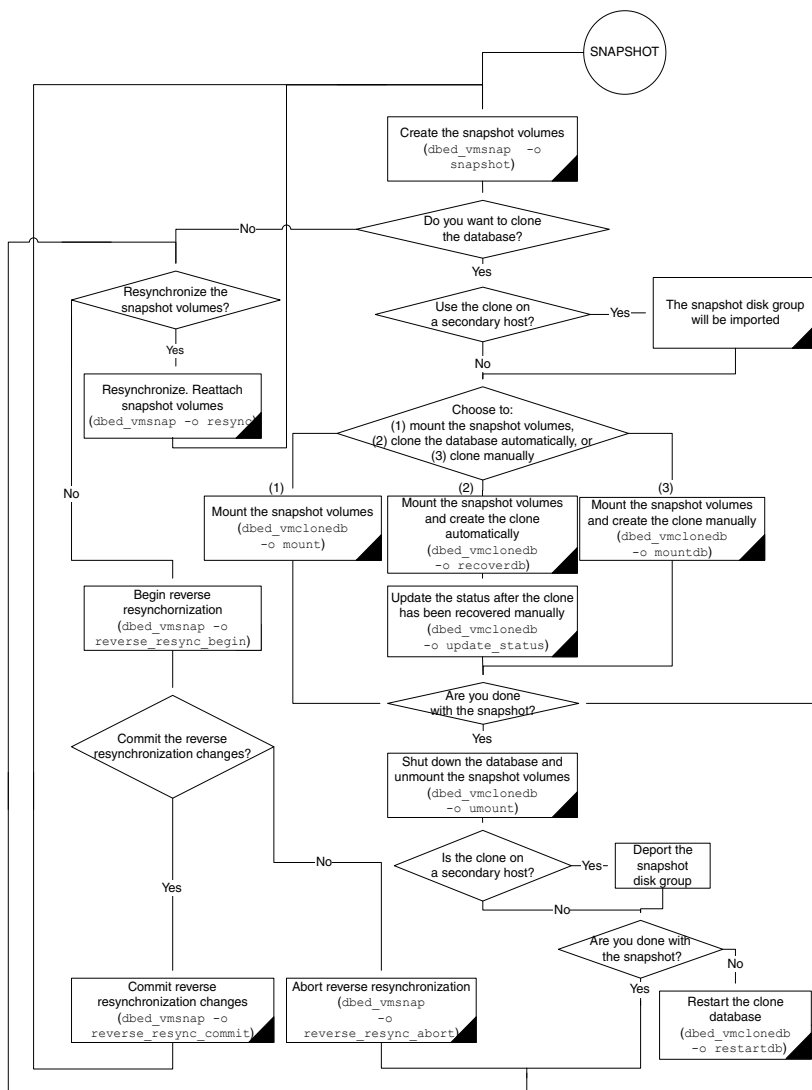 SNAPSHOT
Create the snapshot volumes
(dbed_vmsnap -o
snapshot)
No
Do you want to clone
the database?
Yes
Resynchronize the
snapshot volumes?
Use the clone on
a secondary host?
Yes
The snapshot disk group
will be imported
Yes
No
Resynchronize. Reattach
snapshot volumes
(dbed_vmsnap -o resync)
Choose to:
(1) mount the snapshot volumes,
(2) clone the database automatically, or
(3) clone manually
No
(1)
(2)
(3)
Mount the snapshot volumes
(dbed_vmclonedb
-o mount)
Mount the snapshot volumes
and create the clone
automatically
(dbed_vmclonedb
-o recoverdb)
Mount the snapshot volumes
and create the clone manually
(dbed_vmclonedb
-o mountdb)
Begin reverse
resynchornization
(dbed_vmsnap -o
reverse_resync_begin)
Update the status after the clone
has been recovered manually
(dbed_vmclonedb
-o update_status)
Are you done
with the snapshot?
Yes
Commit the reverse
resynchronization changes?
Shut down the database and
unmount the snapshot volumes
(dbed_vmclonedb
-o umount)
Is the clone on
a secondary host?
Yes
Deport the
snapshot
disk group
No
Yes
No
Are you done with
the snapshot?
No
Yes
Commit reverse
resynchronization changes
(dbed_vmsnap -o
reverse_resync_commit)
Abort reverse resynchronization
(dbed_vmsnap
-o
reverse_resync_abort)
Restart the clone
database
(dbed_vmclonedb
-o restartdb)